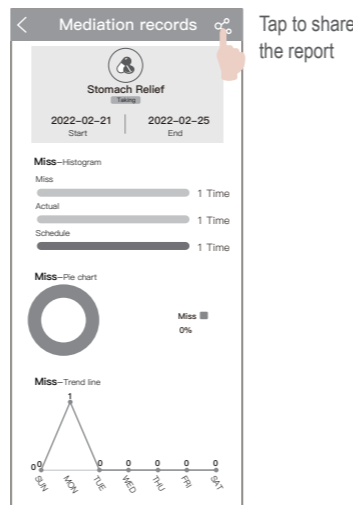 Mediation records
Tap to share
the report
Stomach Relief
Taking
2022-02-21
Start
2022-02-25
End
Miss-Histogram
Miss
1 Time
Actual
1 Time
Schedule
1 Time
Miss-Pie chart
Miss
0%
Miss-Trend line
1
0 0 0 0 0 0 0
SUN MON TUE WED THU FRI SAT